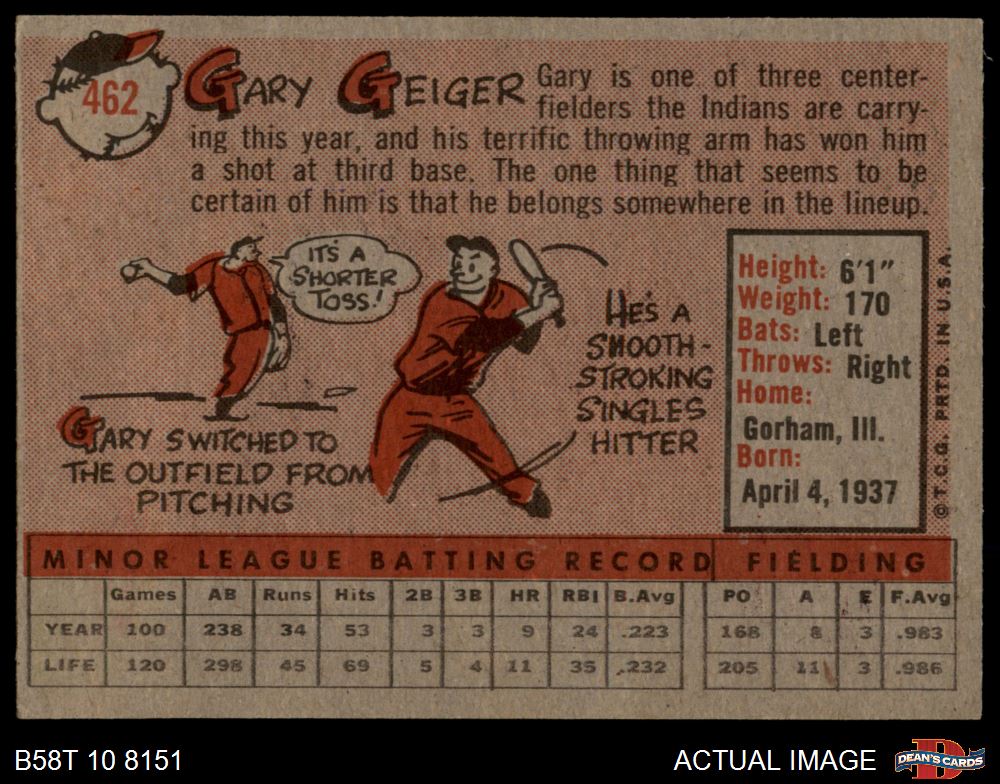 462
GARY GEIGER
Gary is one of three center-
fielders the Indians are carry-
ing this year, and his terrific throwing arm has won him
a shot at third base. The one thing that seems to be
certain of him is that he belongs somewhere in the lineup.
IT'S A
SHORTER
TOSS!
GARY SWITCHED TO
THE OUTFIELD FROM
PITCHING
HE'S A
SMOOTH-
STROKING
SINGLES
HITTER
Height: 6'1"
Weight: 170
Bats: Left
Throws: Right
Home:
Gorham, Ill.
Born:
April 4, 1937
© T.C.G. PRTD. IN U.S.A.
MINOR LEAGUE BATTING RECORD FIELDING
Games AB Runs Hits 2B 3B HR RBI B.Avg PO A E F.Avg
YEAR 100 238 34 53 3 3 9 24 .223 168 8 3 .983
LIFE 120 298 45 69 5 4 11 35 .232 205 11 3 .986
B58T 10 8151 ACTUAL IMAGE DEAN'S CARDS